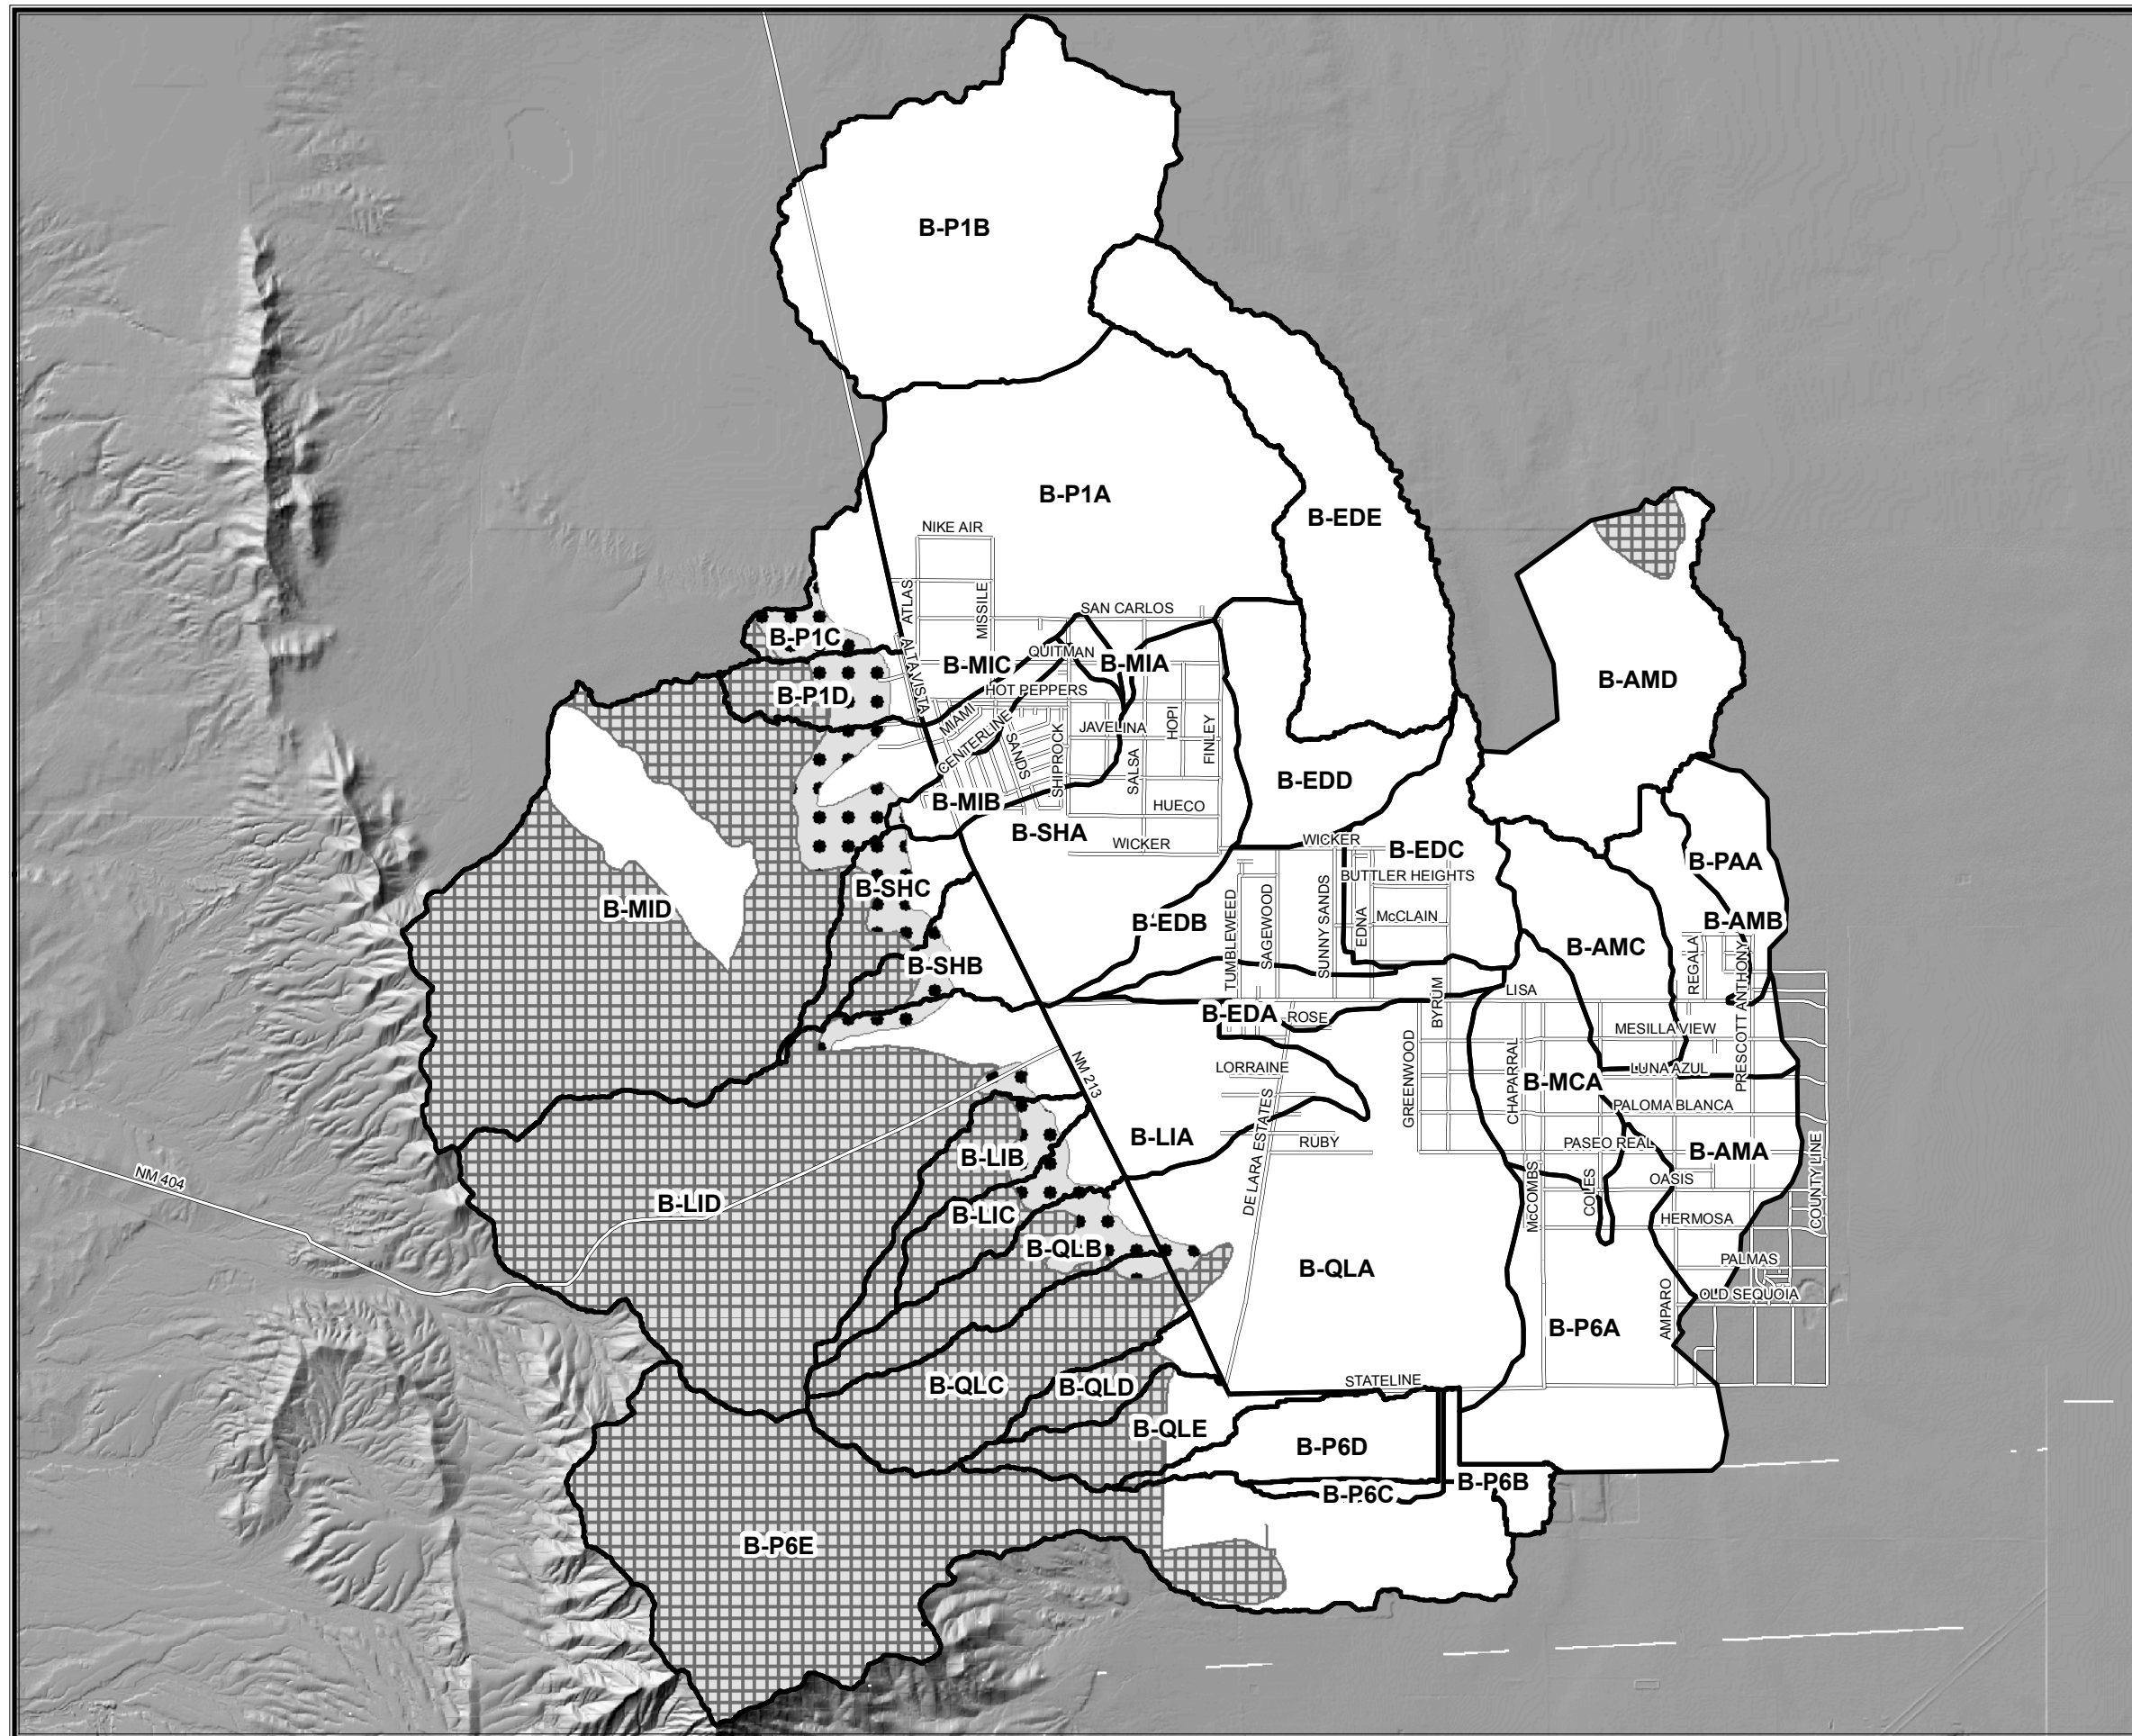 B-P1B
B-P1A
B-EDE
NIKE AIR
ATLAS
MISSILE
SAN CARLOS
B-P1C
ALTAVISTA
B-MIC
QUITMAN
B-MIA
B-AMD
B-P1D
HOT PEPPERS
MIAMI
CENTERLINE
SANDS
SHIPROCK
JAVELINA
SALSA
HOPI
FINLEY
B-EDD
B-MIB
HUECO
B-SHA
WICKER
WICKER
B-EDC
B-PAA
BUTTLER HEIGHTS
B-SHC
B-MID
TUMBLEWEED
SAGEWOOD
SUNNY SANDS
EDNA
McCLAIN
B-EDB
B-AMB
B-AMC
REGALA
PRESCOTT ANTHONY
B-SHB
LISA
BYRUM
B-EDA
ROSE
MESILLA VIEW
NM 213
LORRAINE
GREENWOOD
CHAPARRAL
LUNA AZUL
B-MCA
PALOMA BLANCA
DE LARA ESTATES
B-LIA
RUBY
PASEO REAL
B-AMA
COUNTY LINE
B-LIB
NM 404
B-LID
McCOMBS
COLES
OASIS
B-LIC
HERMOSA
B-QLB
PALMAS
B-QLA
OLD SEQUOIA
AMPARO
B-P6A
STATELINE
B-QLC
B-QLD
B-QLE
B-P6D
B-P6B
B-P6C
B-P6E